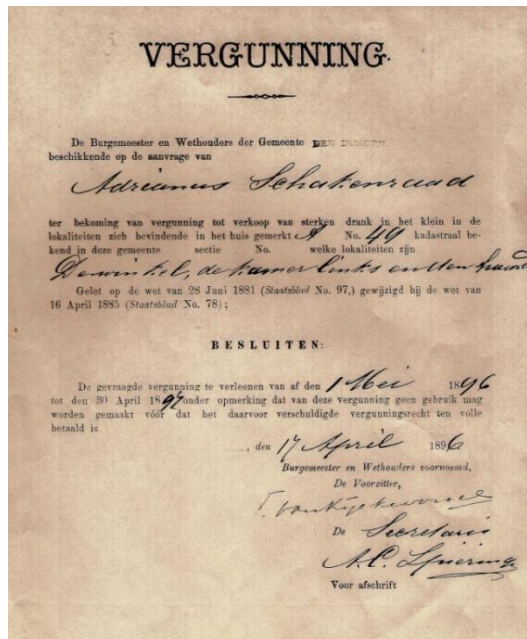 VERGUNNING.
De Burgemeester en Wethouders der Gemeente DEN DUNGEN
beschikkende op de aanvrage van
Adrianus Schakenraad
ter bekoming van vergunning tot verkoop van sterken drank in het klein in de
lokaliteiten zich bevindende in het huis gemerkt A No. 49 kadastraal be-
kend in deze gemeente sectie No. welke lokaliteiten zijn
De winkel, de kamer links en den
Gelet op de wet van 28 Juni 1881 (Staatsblad No. 97,) gewijzigd bij de wet van
16 April 1885 (Staatsblad No. 78);
BESLUITEN:
De gevraagde vergunning te verleenen van af den 1 Mei 1896
tot den 30 April 1897 onder opmerking dat van deze vergunning geen gebruik mag
worden gemaakt vóór dat het daarvoor verschuldigde vergunningsrecht ten volle
betaald is
, den 17 April 1896
Burgemeester en Wethouders voornoemd,
De Voorzitter,
De Secretaris
A.C. Spierings
Voor afschrift